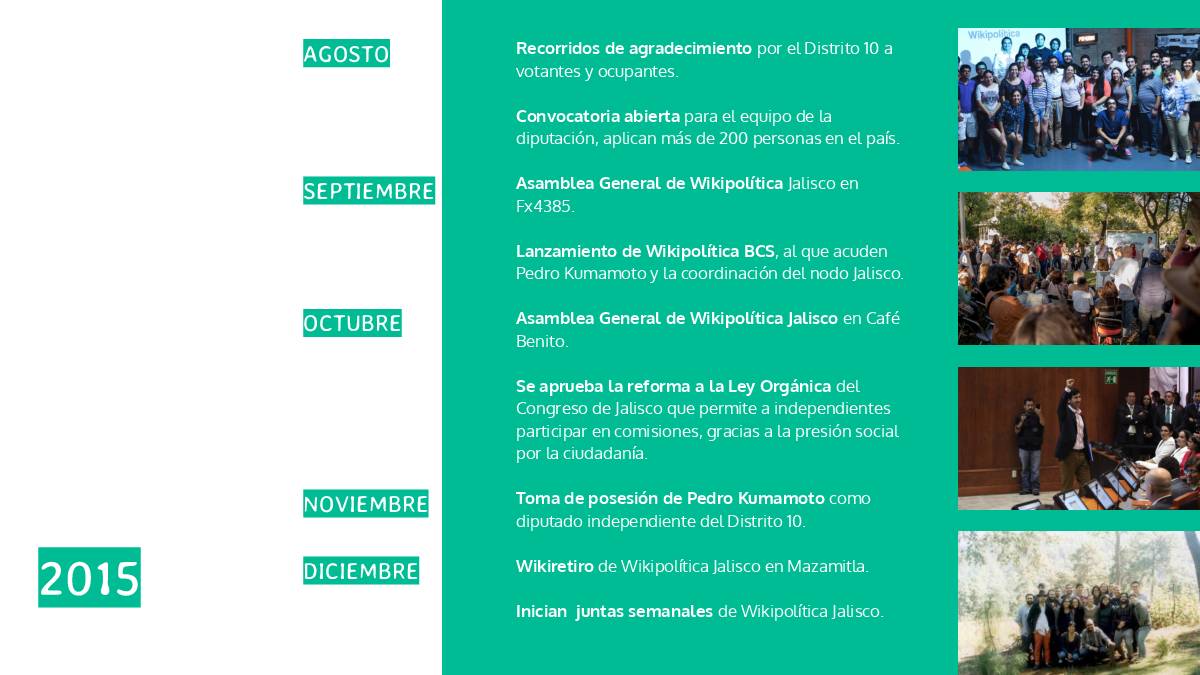 AGOSTO
Recorridos de agradecimiento por el Distrito 10 a
votantes y ocupantes.
Convocatoria abierta para el equipo de la
diputación, aplican más de 200 personas en el país.
SEPTIEMBRE
Asamblea General de Wikipolítica Jalisco en
Fx4385.
Lanzamiento de Wikipolítica BCS, al que acuden
Pedro Kumamoto y la coordinación del nodo Jalisco.
OCTUBRE
Asamblea General de Wikipolítica Jalisco en Café
Benito.
Se aprueba la reforma a la Ley Orgánica del
Congreso de Jalisco que permite a independientes
participar en comisiones, gracias a la presión social
por la ciudadanía.
NOVIEMBRE
Toma de posesión de Pedro Kumamoto como
diputado independiente del Distrito 10.
2015
DICIEMBRE
Wikiretiro de Wikipolítica Jalisco en Mazamitla.
Inician  juntas semanales de Wikipolítica Jalisco.
Wikipolítica